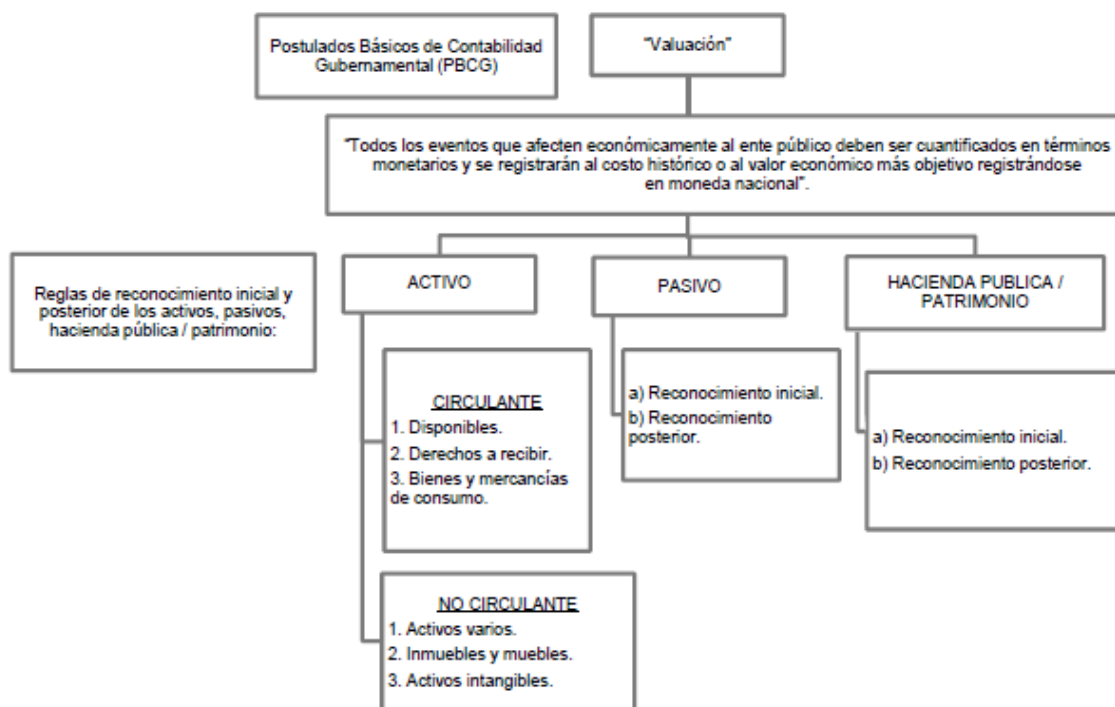 Postulados Básicos de Contabilidad
Gubernamental (PBCG)
"Valuación"
"Todos los eventos que afecten económicamente al ente público deben ser cuantificados en términos
monetarios y se registrarán al costo histórico o al valor económico más objetivo registrándose
en moneda nacional".
Reglas de reconocimiento inicial y
posterior de los activos, pasivos,
hacienda pública / patrimonio:
ACTIVO
PASIVO
HACIENDA PUBLICA /
PATRIMONIO
CIRCULANTE
1. Disponibles.
2. Derechos a recibir.
3. Bienes y mercancías
de consumo.
a) Reconocimiento inicial.
b) Reconocimiento
posterior.
a) Reconocimiento inicial.
b) Reconocimiento posterior.
NO CIRCULANTE
1. Activos varios.
2. Inmuebles y muebles.
3. Activos intangibles.